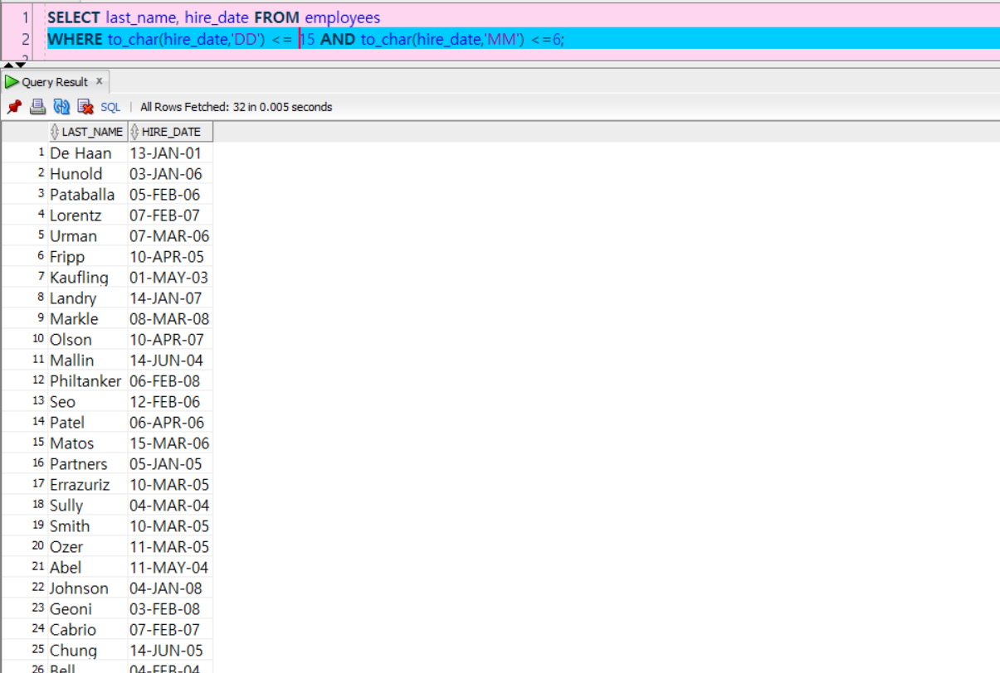 1 SELECT last_name, hire_date FROM employees
2 WHERE to_char(hire_date,'DD') <= 15 AND to_char(hire_date,'MM') <=6;
Query Result x
SQL | All Rows Fetched: 32 in 0.005 seconds
LAST_NAME HIRE_DATE
1 De Haan 13-JAN-01
2 Hunold 03-JAN-06
3 Pataballa 05-FEB-06
4 Lorentz 07-FEB-07
5 Urman 07-MAR-06
6 Fripp 10-APR-05
7 Kaufling 01-MAY-03
8 Landry 14-JAN-07
9 Markle 08-MAR-08
10 Olson 10-APR-07
11 Mallin 14-JUN-04
12 Philtanker 06-FEB-08
13 Seo 12-FEB-06
14 Patel 06-APR-06
15 Matos 15-MAR-06
16 Partners 05-JAN-05
17 Errazuriz 10-MAR-05
18 Sully 04-MAR-04
19 Smith 10-MAR-05
20 Ozer 11-MAR-05
21 Abel 11-MAY-04
22 Johnson 04-JAN-08
23 Geoni 03-FEB-08
24 Cabrio 07-FEB-07
25 Chung 14-JUN-05
26 Bell 04-FEB-04